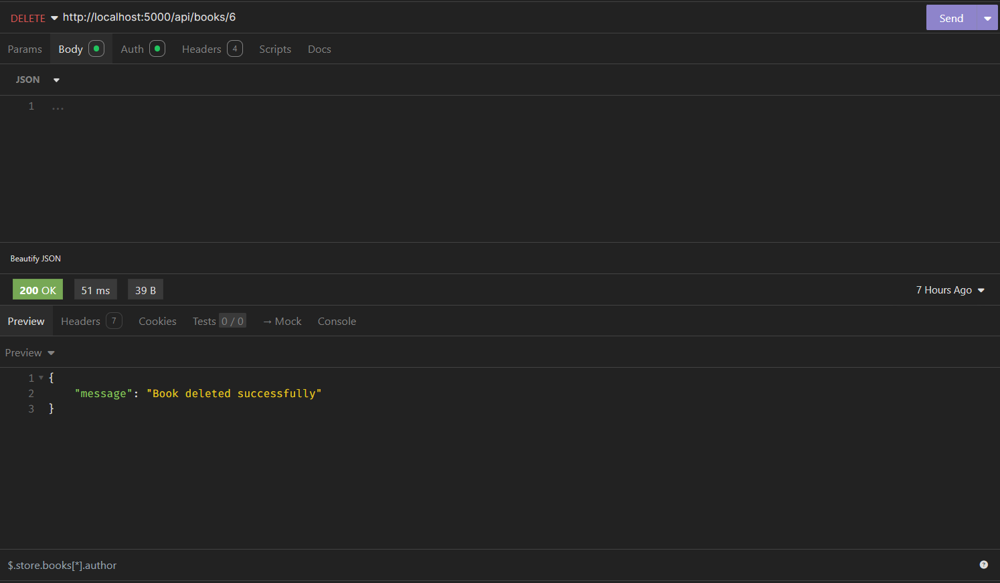 DELETE http://localhost:5000/api/books/6 Send
Params Body Auth Headers 4 Scripts Docs
JSON
1 ...
Beautify JSON
200 OK 51 ms 39 B 7 Hours Ago
Preview Headers 7 Cookies Tests 0 / 0 → Mock Console
Preview
1 {
2 "message": "Book deleted successfully"
3 }
$.store.books[*].author ?